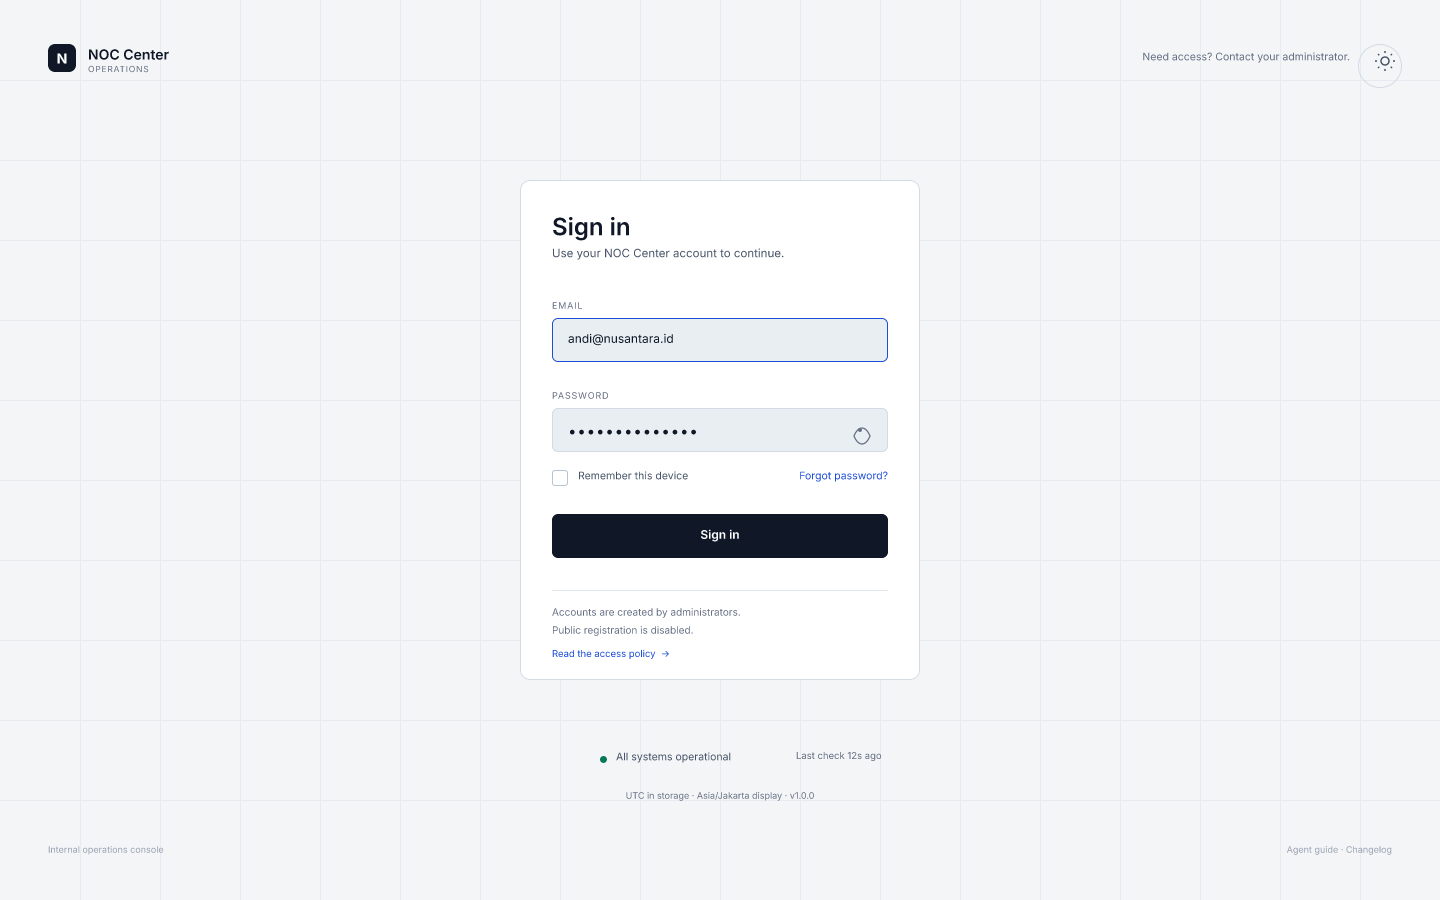 N
NOC Center
OPERATIONS
Need access? Contact your administrator.
Sign in
Use your NOC Center account to continue.
EMAIL
andi@nusantara.id
PASSWORD
••••••••••••••
Remember this device
Forgot password?
Sign in
Accounts are created by administrators.
Public registration is disabled.
Read the access policy →
All systems operational
Last check 12s ago
UTC in storage · Asia/Jakarta display · v1.0.0
Internal operations console
Agent guide · Changelog